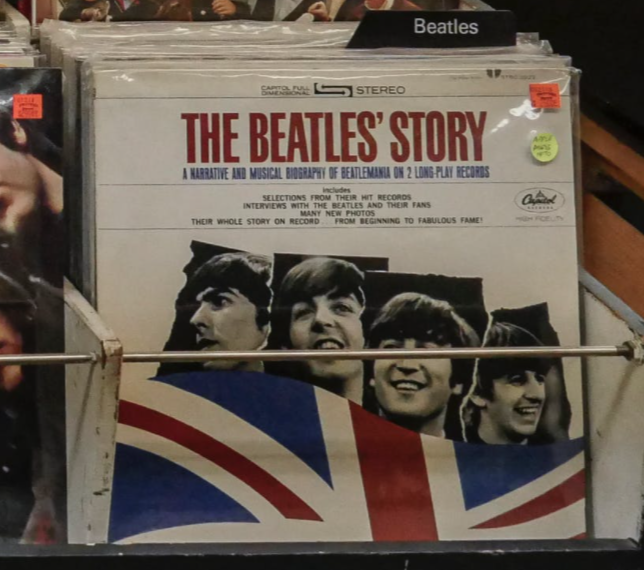 Beatles
CAPITOL FULL DIMENSIONAL STEREO
THE BEATLES' STORY
A NARRATIVE AND MUSICAL BIOGRAPHY OF BEATLEMANIA ON 2 LONG-PLAY RECORDS
Includes
SELECTIONS FROM THEIR HIT RECORDS
INTERVIEWS WITH THE BEATLES AND THEIR FANS
MANY NEW PHOTOS
THEIR WHOLE STORY ON RECORD . . . FROM BEGINNING TO FABULOUS FAME!
Capitol
RECORDS
HIGH FIDELITY